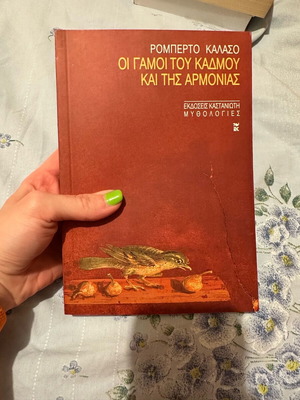 ΡΟΜΠΕΡΤΟ ΚΑΛΑΣΟ
ΟΙ ΓΑΜΟΙ ΤΟΥ ΚΑΔΜΟΥ
ΚΑΙ ΤΗΣ ΑΡΜΟΝΙΑΣ
ΕΚΔΟΣΕΙΣ ΚΑΣΤΑΝΙΩΤΗ
ΜΥΘΟΛΟΓΙΕΣ